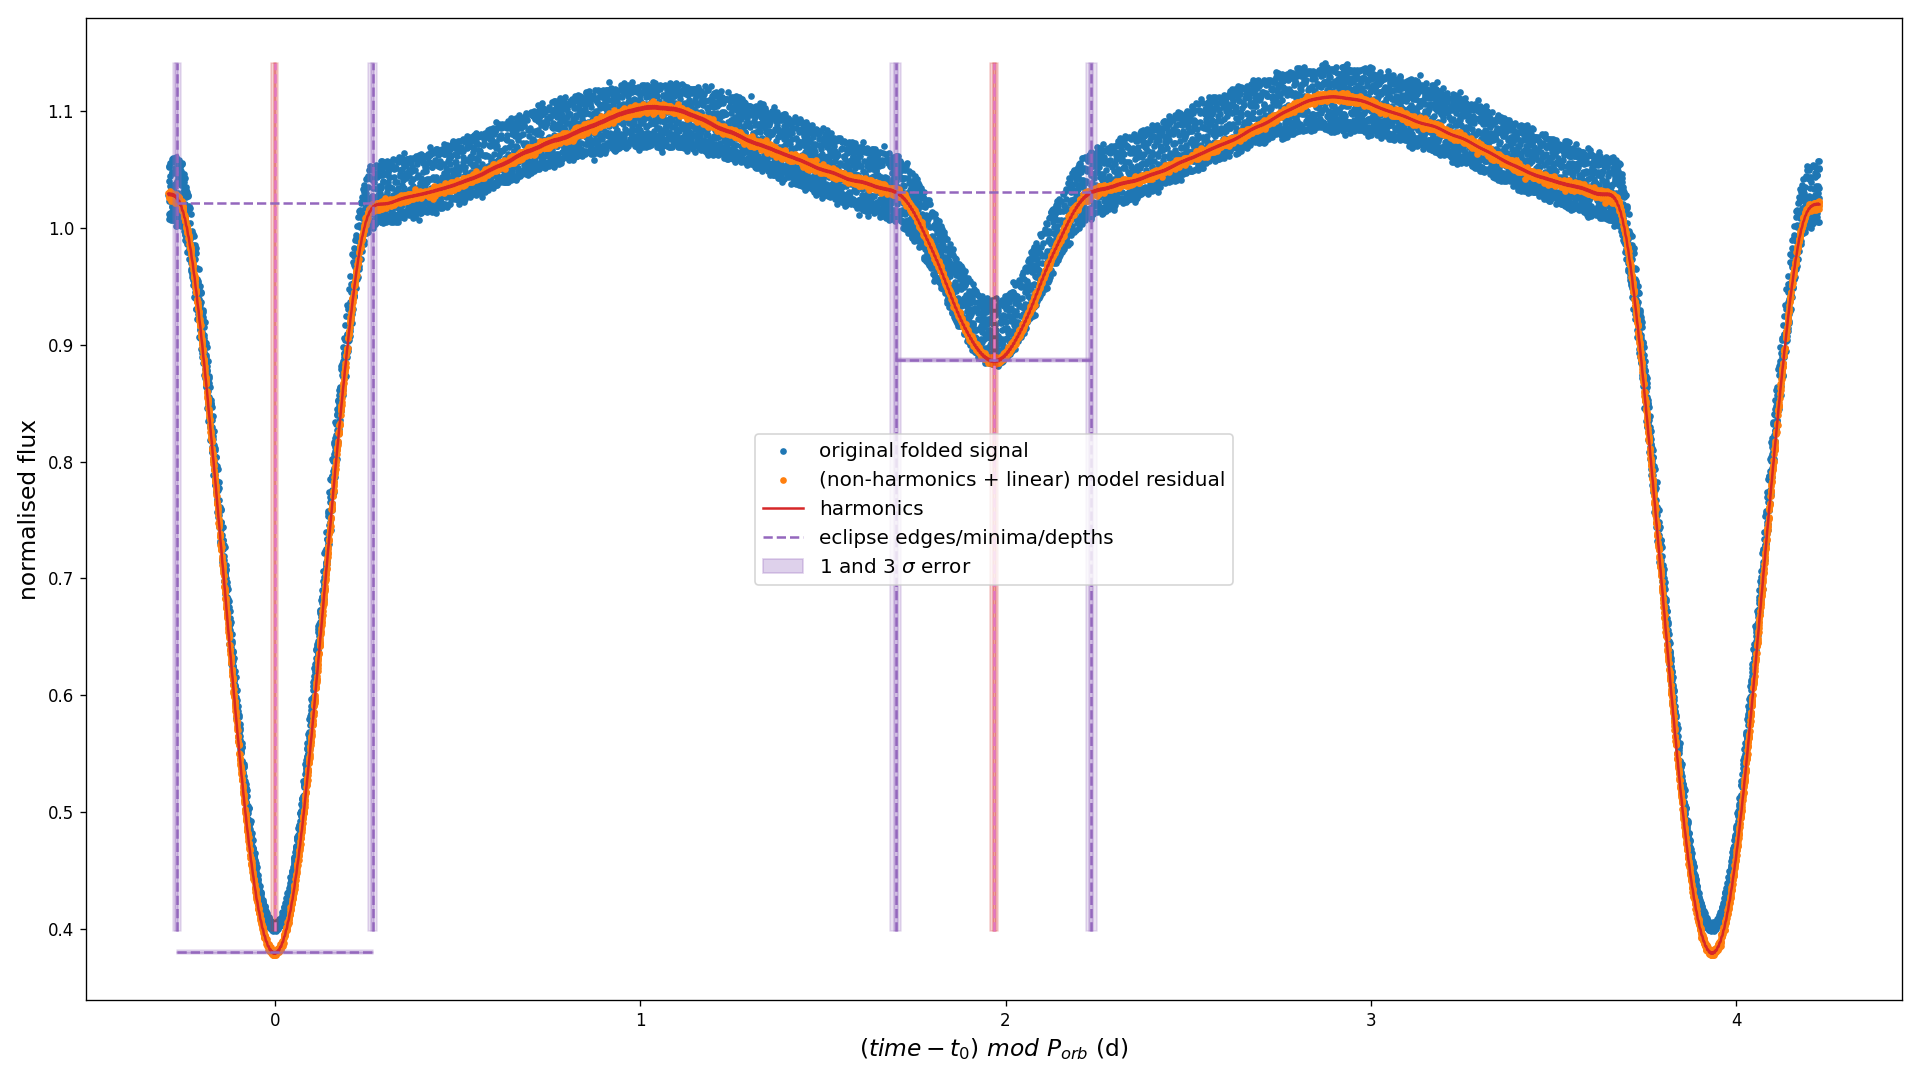 normalised flux
1.1
1.0
0.9
0.8
0.7
0.6
0.5
0.4
original folded signal
(non-harmonics + linear) model residual
harmonics
eclipse edges/minima/depths
1 and 3 σ error
0 1 2 3 4
(time − t₀) mod P_orb (d)